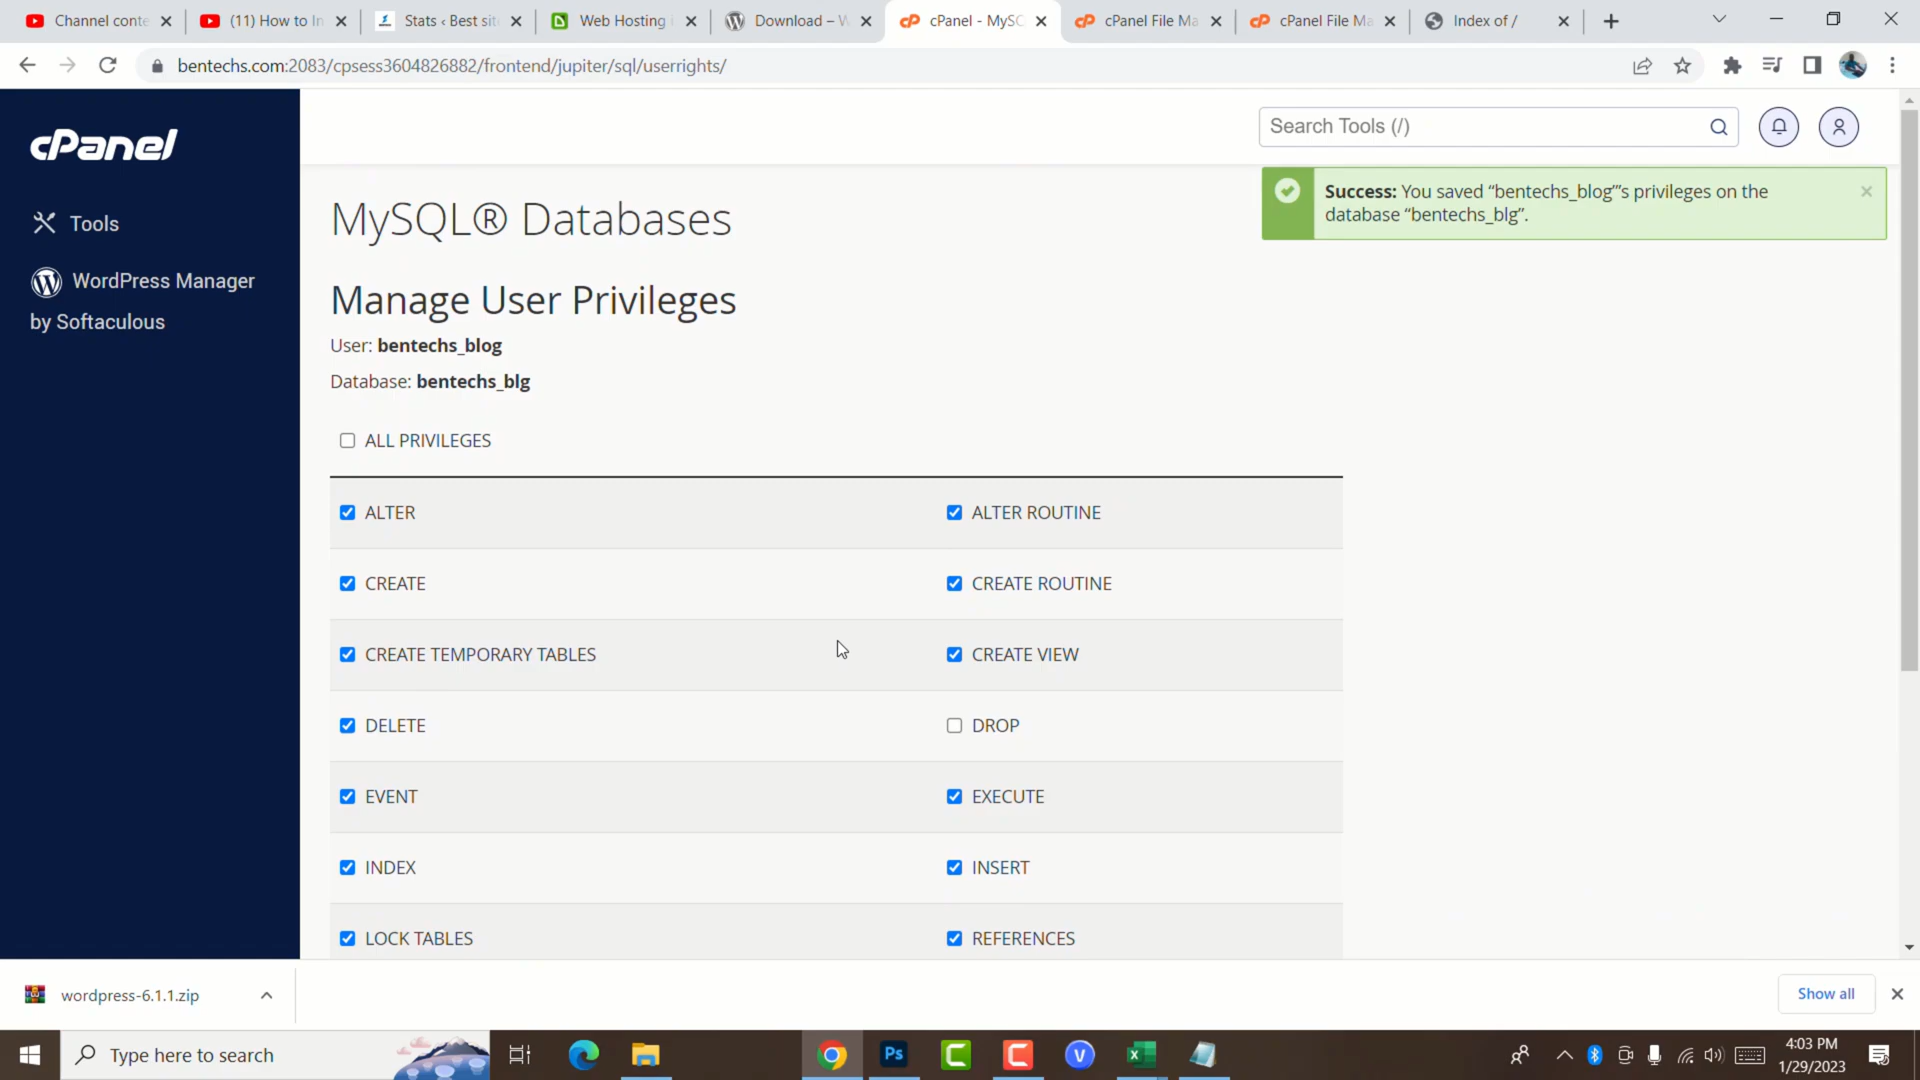 Channel conte
(11) How to In
Stats ‹ Best sit
Web Hosting
Download – W
cPanel - MySQ
cPanel File Ma
cPanel File Ma
Index of /
bentechs.com:2083/cpsess3604826882/frontend/jupiter/sql/userrights/
cPanel
Search Tools (/)
Tools
WordPress Manager
by Softaculous
Success: You saved “bentechs_blog”'s privileges on the
database “bentechs_blg”.
MySQL® Databases
Manage User Privileges
User: bentechs_blog
Database: bentechs_blg
ALL PRIVILEGES
ALTER
ALTER ROUTINE
CREATE
CREATE ROUTINE
CREATE TEMPORARY TABLES
CREATE VIEW
DELETE
DROP
EVENT
EXECUTE
INDEX
INSERT
LOCK TABLES
REFERENCES
wordpress-6.1.1.zip
Show all
Type here to search
Ps
4:03 PM
1/29/2023